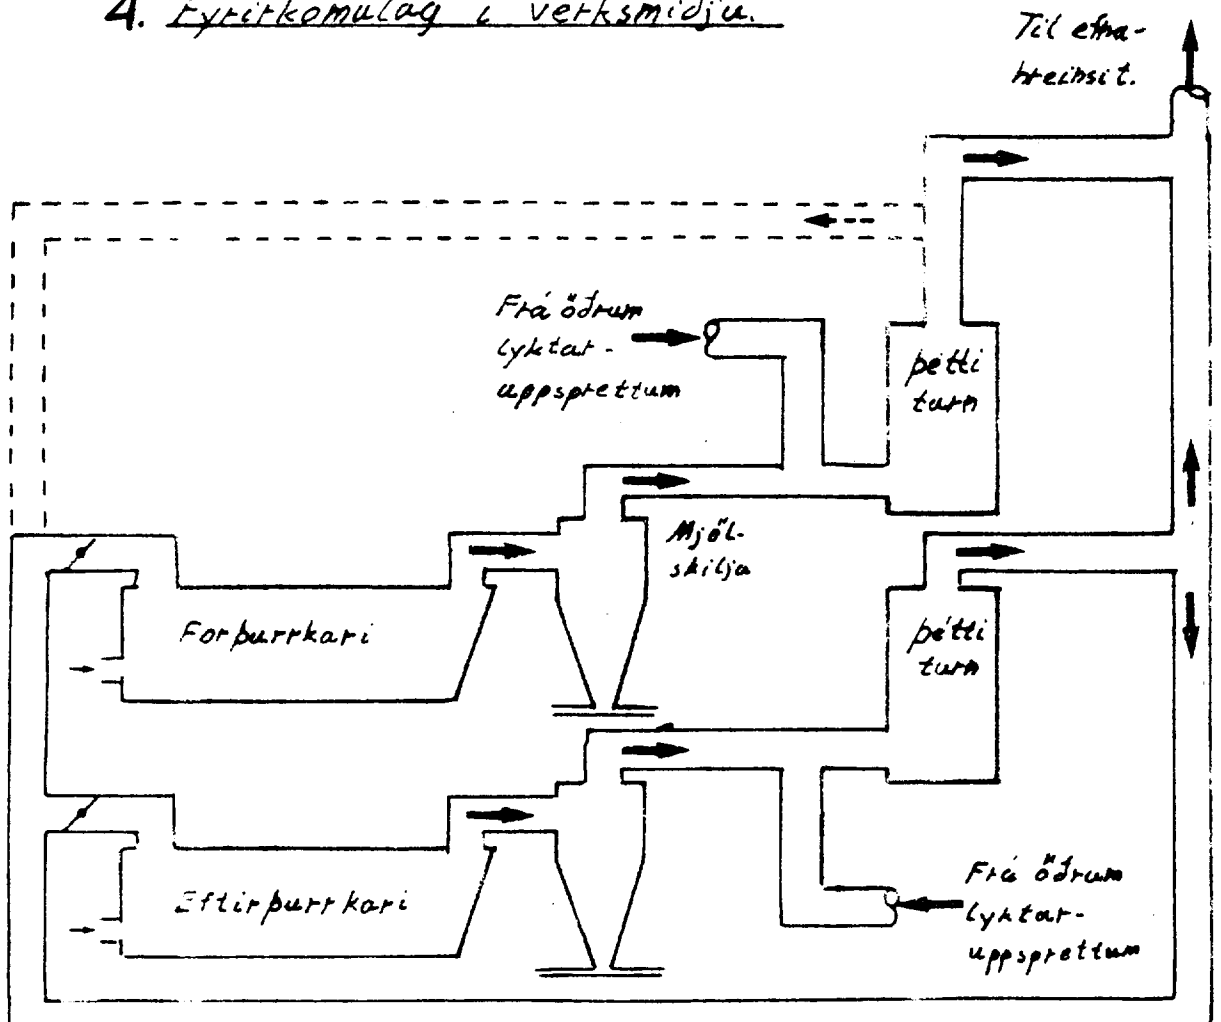 4. Fyrirkomulag í verksmiðju.
Til efna-
hreinsit.
Frá öðrum
lyktar-
uppsprettum
þétti
turn
Mjöl-
skilja
Forþurrkari
þétti
turn
Eftirþurrkari
Frá öðrum
lyktar-
uppsprettum